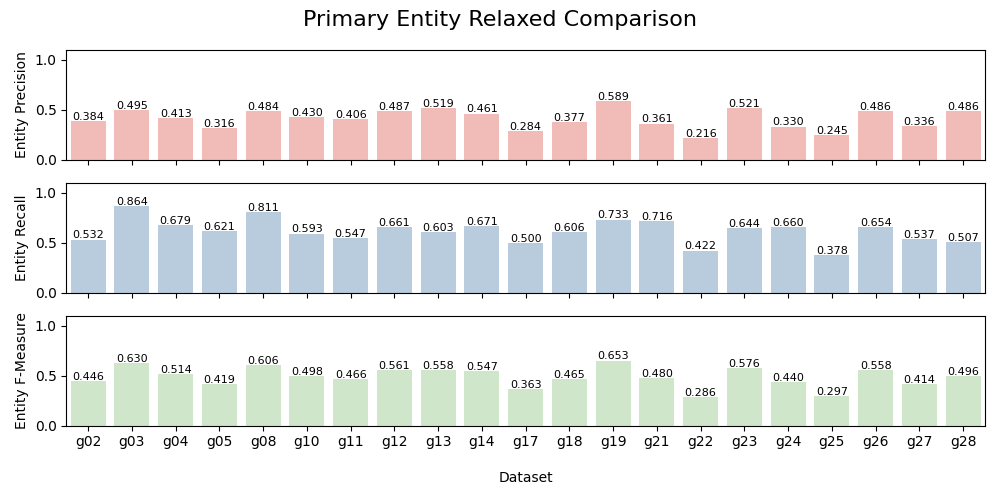 Primary Entity Relaxed Comparison
Entity Precision
1.0
0.5
0.0
0.384 0.495 0.413 0.316 0.484 0.430 0.406 0.487 0.519 0.461 0.284 0.377 0.589 0.361 0.216 0.521 0.330 0.245 0.486 0.336 0.486
Entity Recall
1.0
0.5
0.0
0.532 0.864 0.679 0.621 0.811 0.593 0.547 0.661 0.603 0.671 0.500 0.606 0.733 0.716 0.422 0.644 0.660 0.378 0.654 0.537 0.507
Entity F-Measure
1.0
0.5
0.0
0.446 0.630 0.514 0.419 0.606 0.498 0.466 0.561 0.558 0.547 0.363 0.465 0.653 0.480 0.286 0.576 0.440 0.297 0.558 0.414 0.496
g02 g03 g04 g05 g08 g10 g11 g12 g13 g14 g17 g18 g19 g21 g22 g23 g24 g25 g26 g27 g28
Dataset